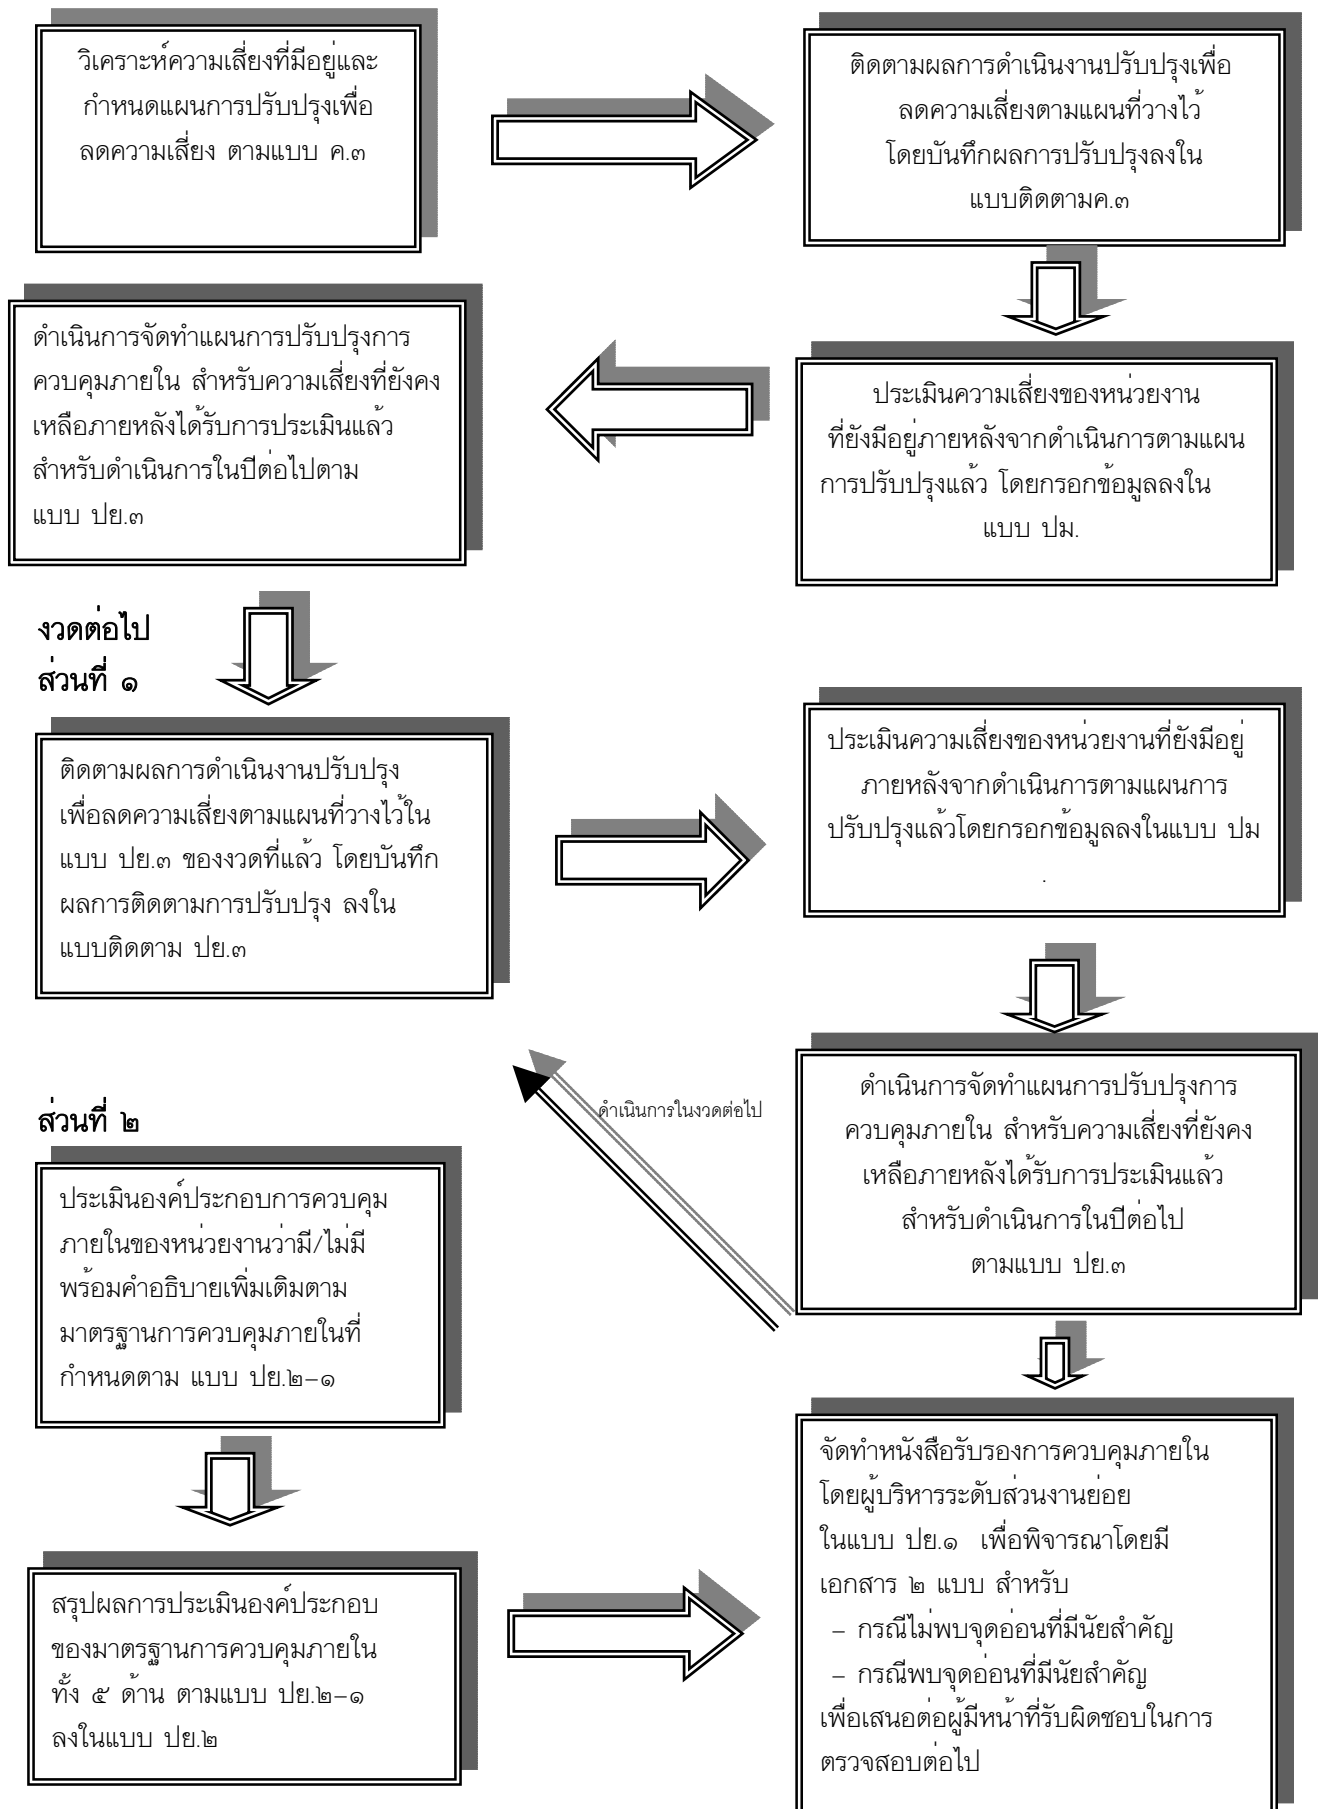 วิเคราะห์ความเสี่ยงที่มีอยู่และ
กำหนดแผนการปรับปรุงเพื่อ
ลดความเสี่ยง ตามแบบ ค.๓
ติดตามผลการดำเนินงานปรับปรุงเพื่อ
ลดความเสี่ยงตามแผนที่วางไว้
โดยบันทึกผลการปรับปรุงลงใน
แบบติดตามค.๓
ประเมินความเสี่ยงของหน่วยงาน
ที่ยังมีอยู่ภายหลังจากดำเนินการตามแผน
การปรับปรุงแล้ว โดยกรอกข้อมูลลงใน
แบบ ปม.
ดำเนินการจัดทำแผนการปรับปรุงการ
ควบคุมภายใน สำหรับความเสี่ยงที่ยังคง
เหลือภายหลังได้รับการประเมินแล้ว
สำหรับดำเนินการในปีต่อไปตาม
แบบ ปย.๓
งวดต่อไป
ส่วนที่ ๑
ติดตามผลการดำเนินงานปรับปรุง
เพื่อลดความเสี่ยงตามแผนที่วางไว้ใน
แบบ ปย.๓ ของงวดที่แล้ว โดยบันทึก
ผลการติดตามการปรับปรุง ลงใน
แบบติดตาม ปย.๓
ประเมินความเสี่ยงของหน่วยงานที่ยังมีอยู่
ภายหลังจากดำเนินการตามแผนการ
ปรับปรุงแล้วโดยกรอกข้อมูลลงในแบบ ปม
.
ดำเนินการจัดทำแผนการปรับปรุงการ
ควบคุมภายใน สำหรับความเสี่ยงที่ยังคง
เหลือภายหลังได้รับการประเมินแล้ว
สำหรับดำเนินการในปีต่อไป
ตามแบบ ปย.๓
ดำเนินการในงวดต่อไป
ส่วนที่ ๒
ประเมินองค์ประกอบการควบคุม
ภายในของหน่วยงานว่ามี/ไม่มี
พร้อมคำอธิบายเพิ่มเติมตาม
มาตรฐานการควบคุมภายในที่
กำหนดตาม แบบ ปย.๒-๑
สรุปผลการประเมินองค์ประกอบ
ของมาตรฐานการควบคุมภายใน
ทั้ง ๕ ด้าน ตามแบบ ปย.๒-๑
ลงในแบบ ปย.๒
จัดทำหนังสือรับรองการควบคุมภายใน
โดยผู้บริหารระดับส่วนงานย่อย
ในแบบ ปย.๑ เพื่อพิจารณาโดยมี
เอกสาร ๒ แบบ สำหรับ
- กรณีไม่พบจุดอ่อนที่มีนัยสำคัญ
- กรณีพบจุดอ่อนที่มีนัยสำคัญ
เพื่อเสนอต่อผู้มีหน้าที่รับผิดชอบในการ
ตรวจสอบต่อไป